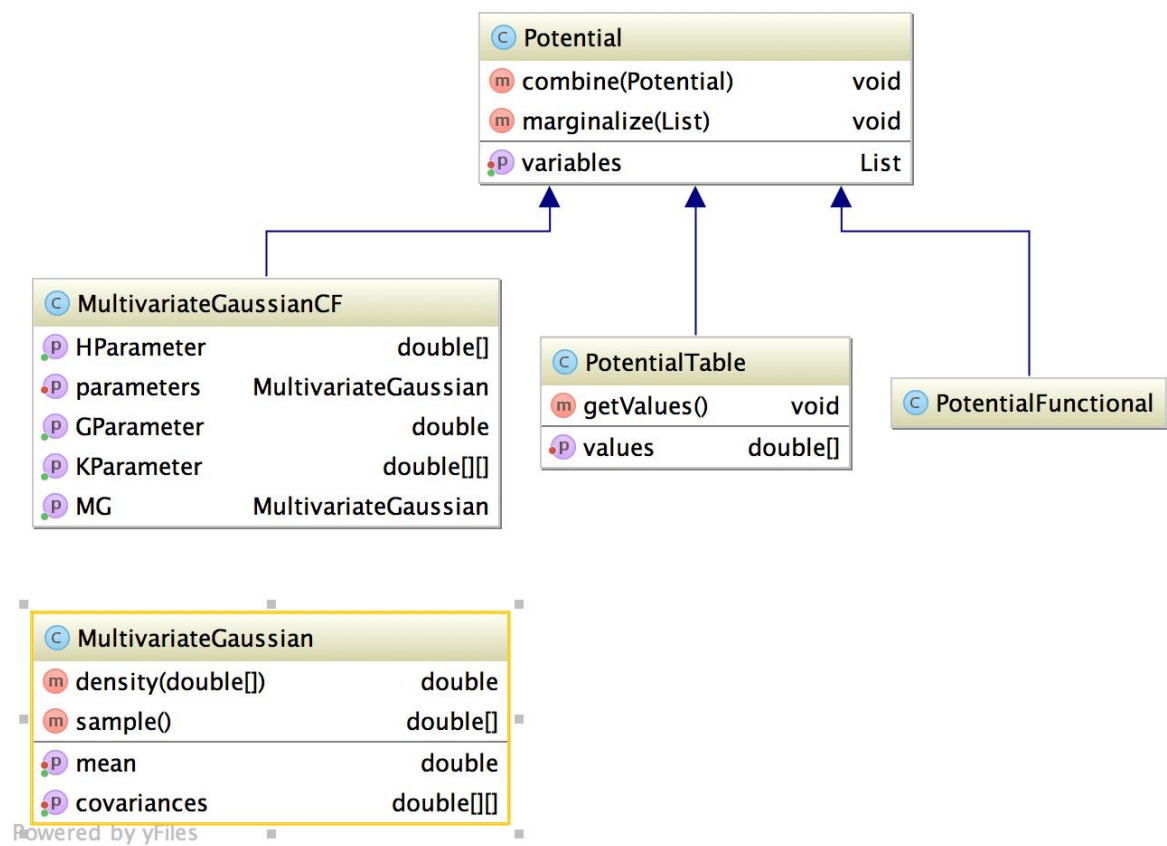 C Potential
m combine(Potential) void
m marginalize(List) void
p variables List
C MultivariateGaussianCF
p HParameter double[]
p parameters MultivariateGaussian
p GParameter double
p KParameter double[][]
p MG MultivariateGaussian
C PotentialTable
m getValues() void
p values double[]
C PotentialFunctional
C MultivariateGaussian
m density(double[]) double
m sample() double[]
p mean double
p covariances double[][]
Powered by yFiles